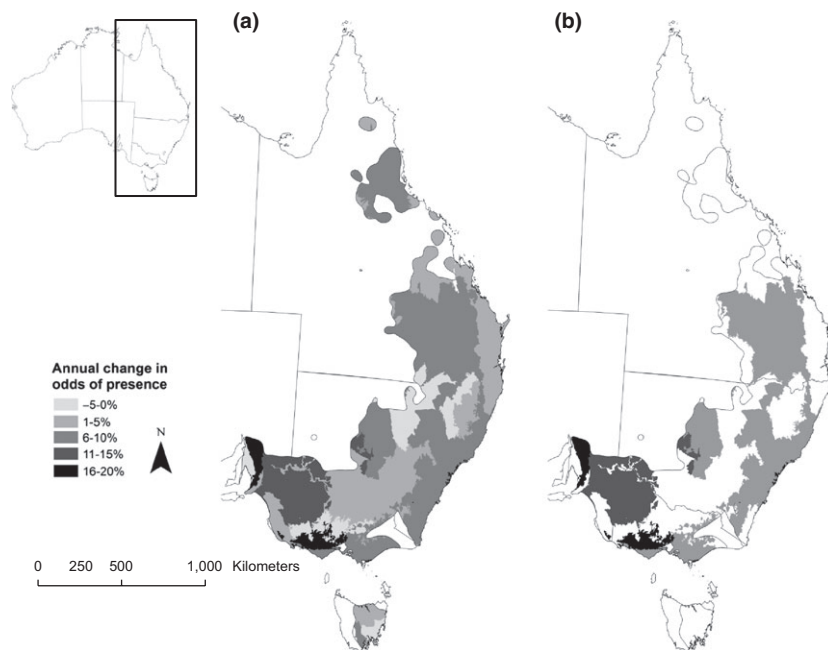 (a)
(b)
Annual change in
odds of presence
–5-0%
1-5%
6-10%
11-15%
16-20%
N
0 250 500 1,000 Kilometers